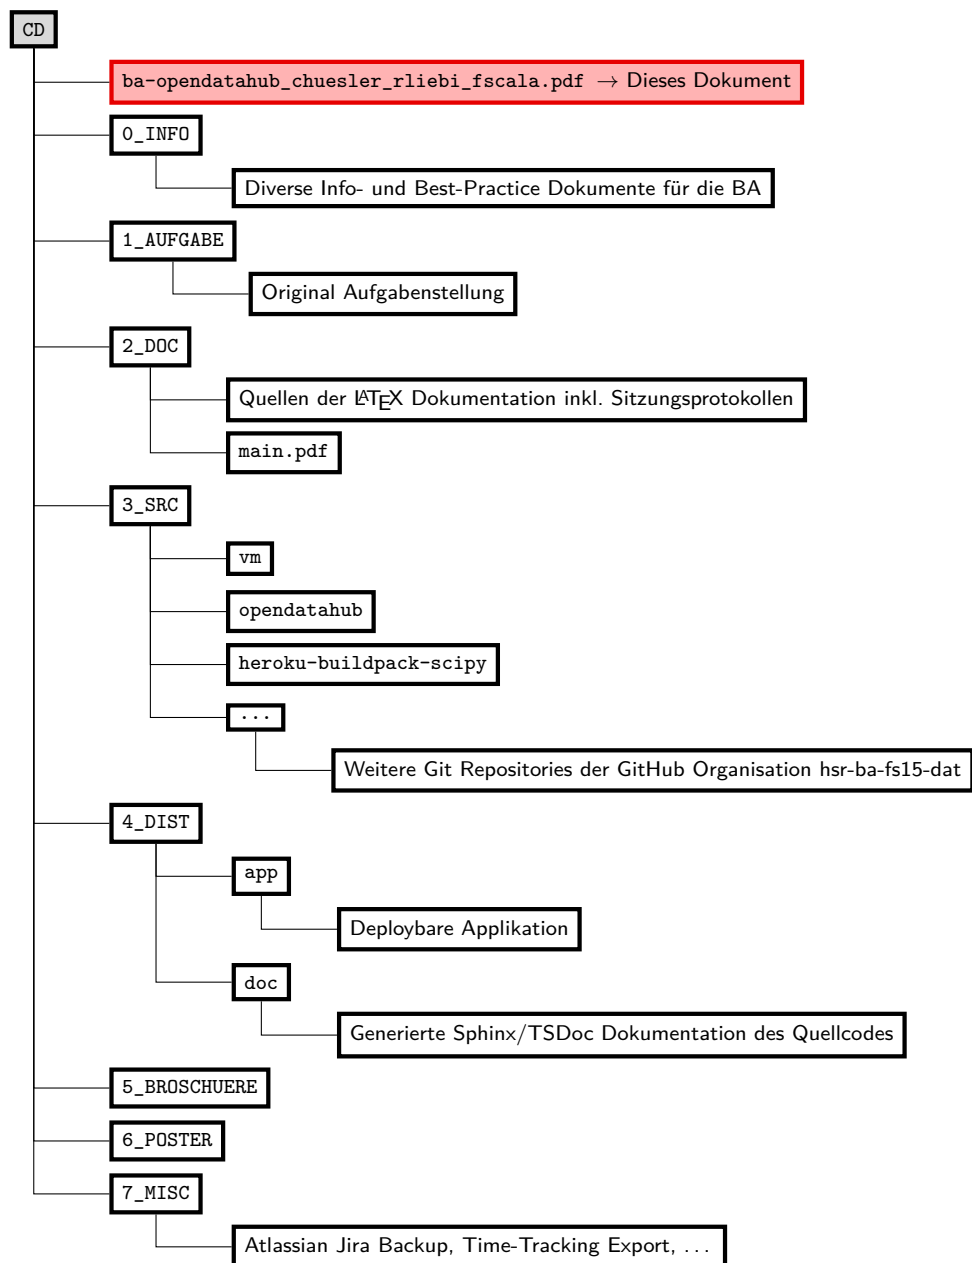 CD
ba-opendatahub_chuesler_rliebi_fscala.pdf → Dieses Dokument
0_INFO
Diverse Info- und Best-Practice Dokumente für die BA
1_AUFGABE
Original Aufgabenstellung
2_DOC
Quellen der LATEX Dokumentation inkl. Sitzungsprotokollen
main.pdf
3_SRC
vm
opendatahub
heroku-buildpack-scipy
...
Weitere Git Repositories der GitHub Organisation hsr-ba-fs15-dat
4_DIST
app
Deploybare Applikation
doc
Generierte Sphinx/TSDoc Dokumentation des Quellcodes
5_BROSCHUERE
6_POSTER
7_MISC
Atlassian Jira Backup, Time-Tracking Export, ...